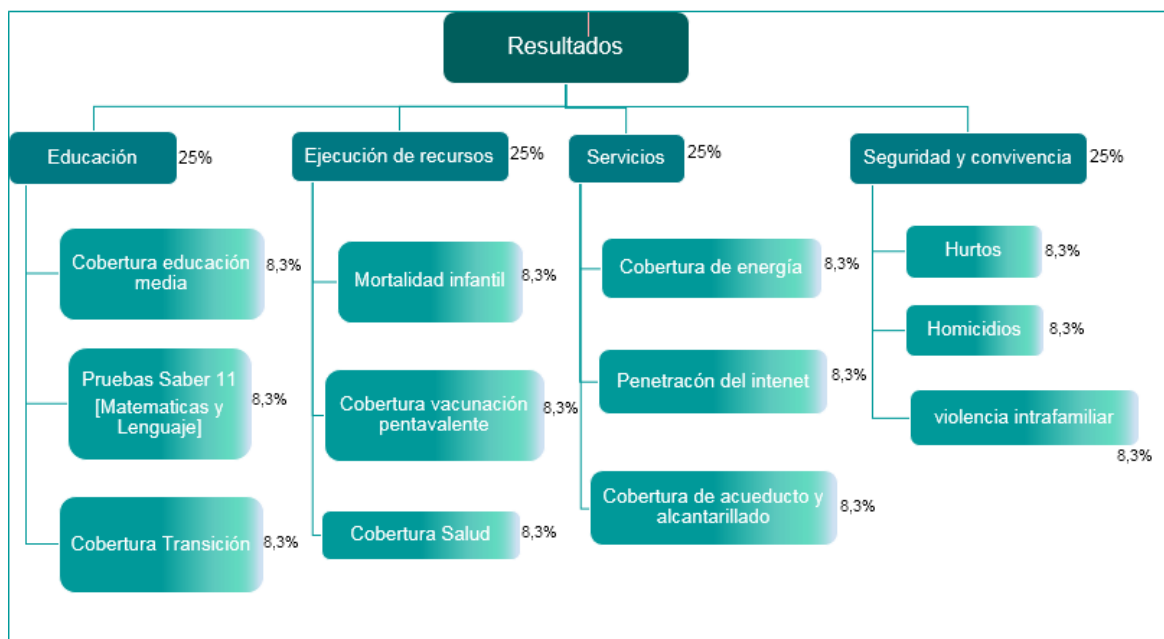 Resultados
Educación
25%
Cobertura educación
media
8,3%
Pruebas Saber 11
[Matematicas y
Lenguaje]
8,3%
Cobertura Transición
8,3%
Ejecución de recursos
25%
Mortalidad infantil
8,3%
Cobertura vacunación
pentavalente
8,3%
Cobertura Salud
8,3%
Servicios
25%
Cobertura de energía
8,3%
Penetracón del intenet
8,3%
Cobertura de acueducto y
alcantarillado
8,3%
Seguridad y convivencia
25%
Hurtos
8,3%
Homicidios
8,3%
violencia intrafamiliar
8,3%